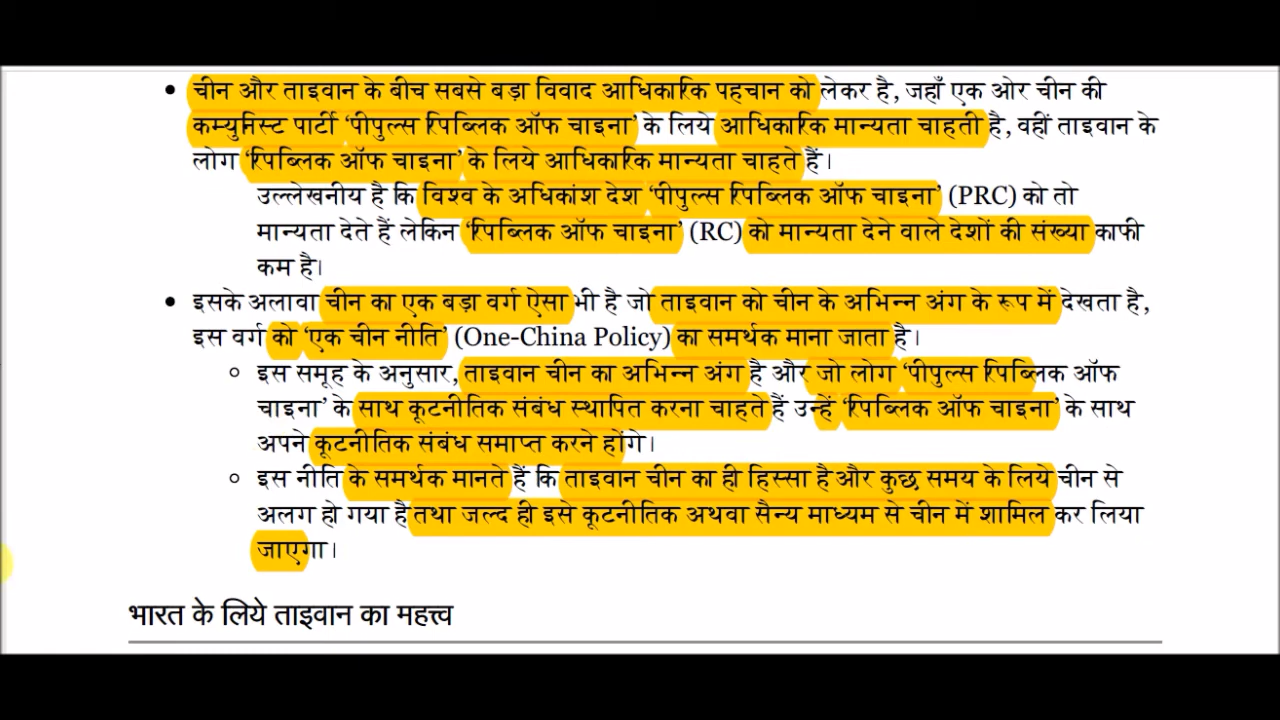 • चीन और ताइवान के बीच सबसे बड़ा विवाद आधिकारिक पहचान को लेकर है, जहाँ एक ओर चीन की
कम्युनिस्ट पार्टी ‘पीपुल्स रिपब्लिक ऑफ चाइना’ के लिये आधिकारिक मान्यता चाहती है, वहीं ताइवान के
लोग ‘रिपब्लिक ऑफ चाइना’ के लिये आधिकारिक मान्यता चाहते हैं।
उल्लेखनीय है कि विश्व के अधिकांश देश ‘पीपुल्स रिपब्लिक ऑफ चाइना’ (PRC) को तो
मान्यता देते हैं लेकिन ‘रिपब्लिक ऑफ चाइना’ (RC) को मान्यता देने वाले देशों की संख्या काफी
कम है।
• इसके अलावा चीन का एक बड़ा वर्ग ऐसा भी है जो ताइवान को चीन के अभिन्न अंग के रूप में देखता है,
इस वर्ग को ‘एक चीन नीति’ (One-China Policy) का समर्थक माना जाता है।
○ इस समूह के अनुसार, ताइवान चीन का अभिन्न अंग है और जो लोग ‘पीपुल्स रिपब्लिक ऑफ
चाइना’ के साथ कूटनीतिक संबंध स्थापित करना चाहते हैं उन्हें ‘रिपब्लिक ऑफ चाइना’ के साथ
अपने कूटनीतिक संबंध समाप्त करने होंगे।
○ इस नीति के समर्थक मानते हैं कि ताइवान चीन का ही हिस्सा है और कुछ समय के लिये चीन से
अलग हो गया है तथा जल्द ही इसे कूटनीतिक अथवा सैन्य माध्यम से चीन में शामिल कर लिया
जाएगा।
भारत के लिये ताइवान का महत्त्व